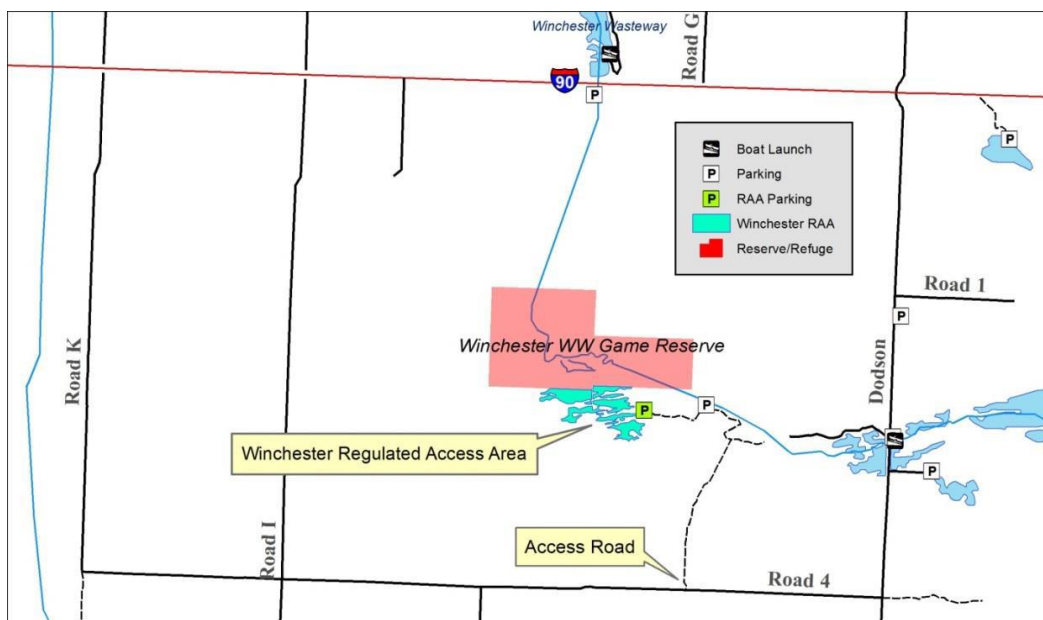 Winchester Wasteway
Road G
90
P
P
Boat Launch
P Parking
P RAA Parking
Winchester RAA
Reserve/Refuge
Road 1
P
Winchester WW Game Reserve
Road K
Dodson
P
P
Winchester Regulated Access Area
P
Road I
Access Road
Road 4